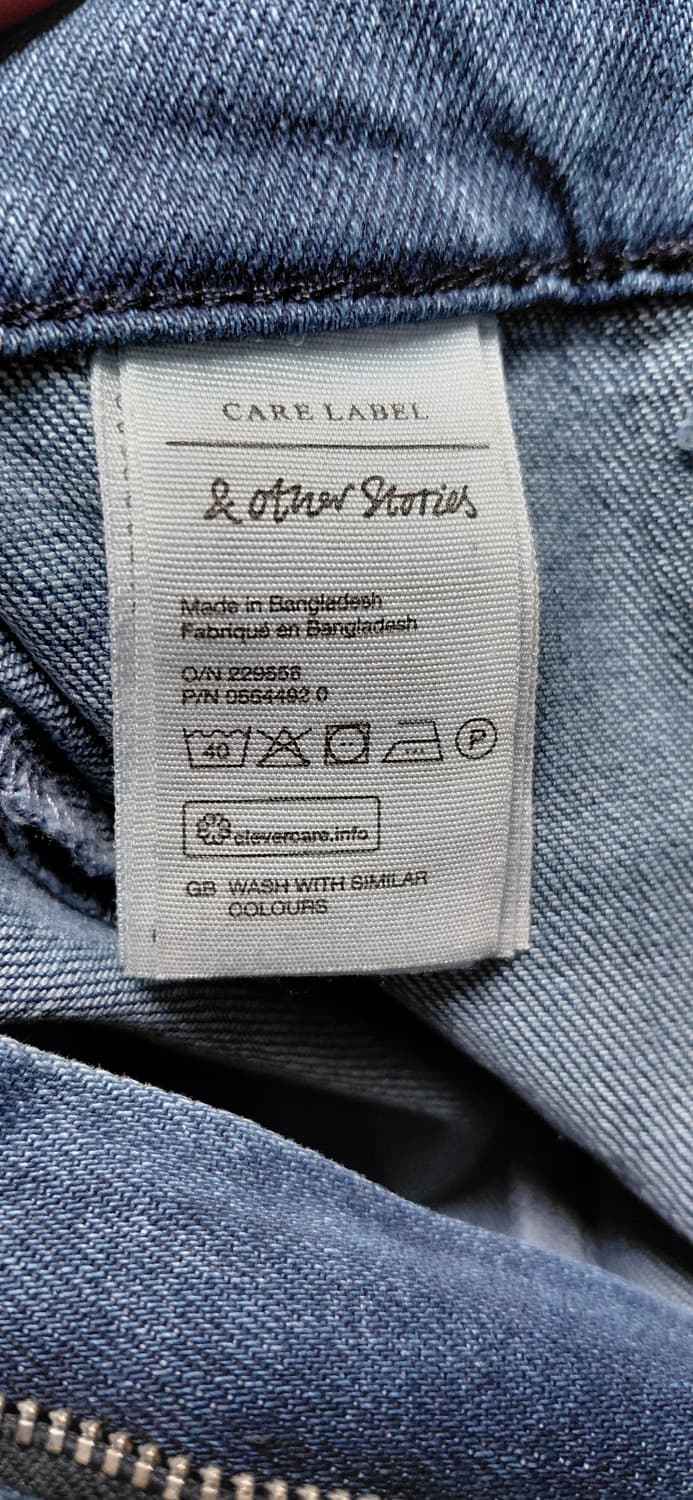 CARE LABEL
& other Stories
Made in Bangladesh
Fabriqué en Bangladesh
O/N 229556
P/N 0554492 0
40
P
clevercare.info
GB WASH WITH SIMILAR
COLOURS